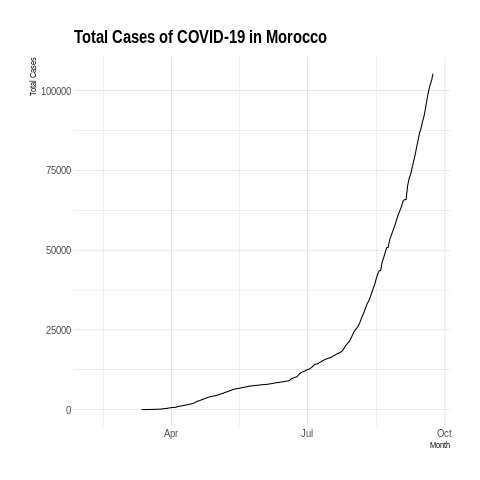 Total Cases of COVID-19 in Morocco
Total Cases
100000
75000
50000
25000
0
Apr
Jul
Oct
Month